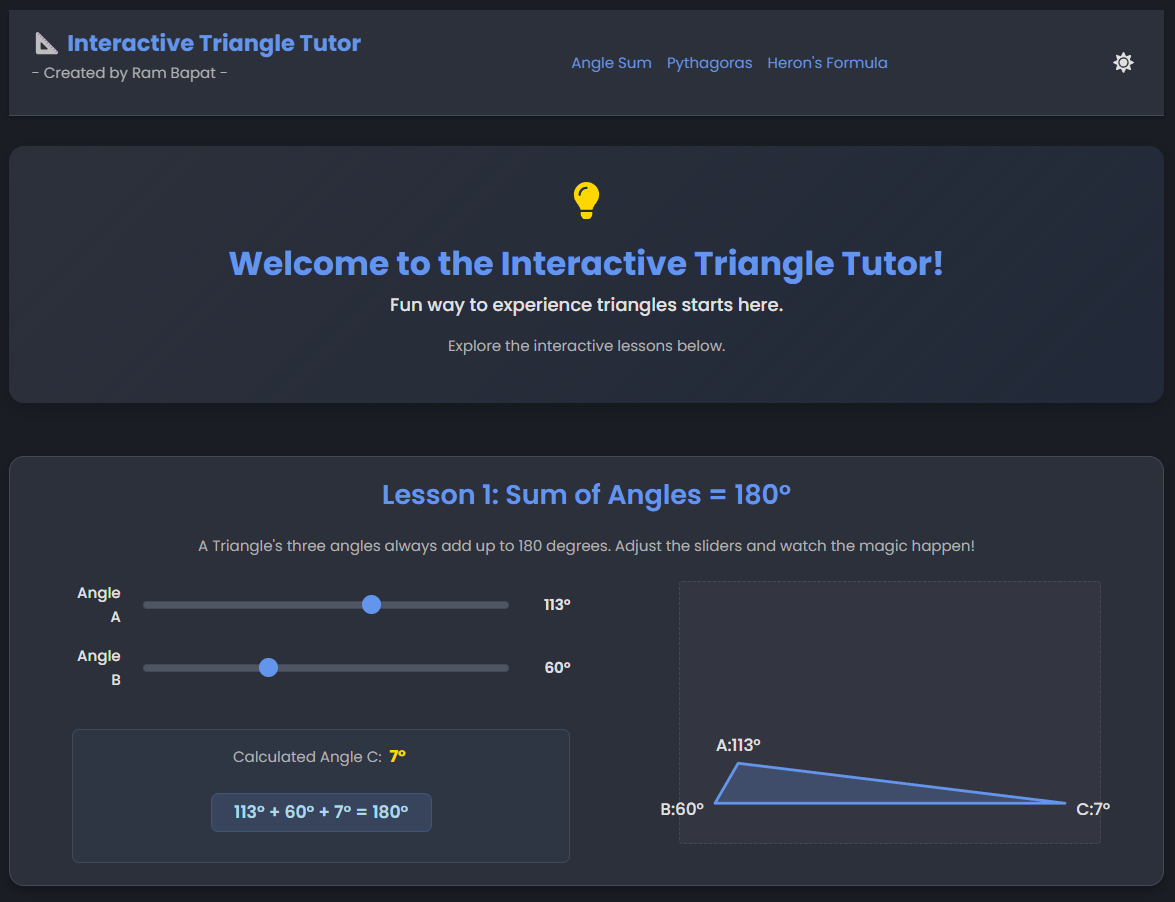 Interactive Triangle Tutor
- Created by Ram Bapat -
Angle Sum Pythagoras Heron's Formula
Welcome to the Interactive Triangle Tutor!
Fun way to experience triangles starts here.
Explore the interactive lessons below.
Lesson 1: Sum of Angles = 180°
A Triangle's three angles always add up to 180 degrees. Adjust the sliders and watch the magic happen!
Angle
A
113°
Angle
B
60°
Calculated Angle C: 7°
113° + 60° + 7° = 180°
A:113°
B:60°
C:7°